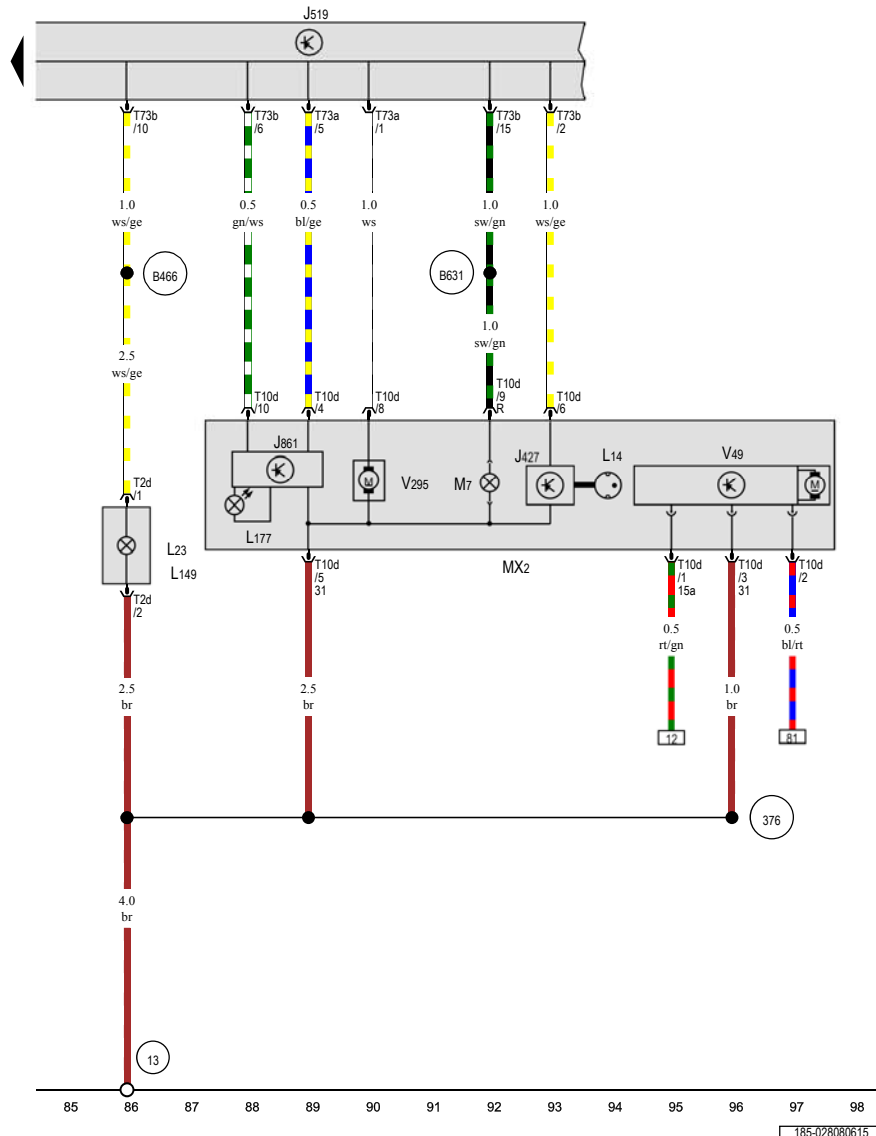 J519
T73b
/10
T73b
/6
T73a
/5
T73a
/1
T73b
/15
T73b
/2
1.0
ws/ge
0.5
gn/ws
0.5
bl/ge
1.0
ws
1.0
sw/gn
1.0
ws/ge
B466
B631
2.5
ws/ge
1.0
sw/gn
T10d
/10
T10d
/4
T10d
/8
T10d
/9
R
T10d
/6
J861
V295
M7
J427
L14
V49
M
M
L177
T2d
/1
L23
L149
T2d
/2
MX2
T10d
/5
31
T10d
/1
15a
T10d
/3
31
T10d
/2
0.5
rt/gn
0.5
bl/rt
2.5
br
2.5
br
1.0
br
12
81
376
4.0
br
13
85 86 87 88 89 90 91 92 93 94 95 96 97 98
185-028080615